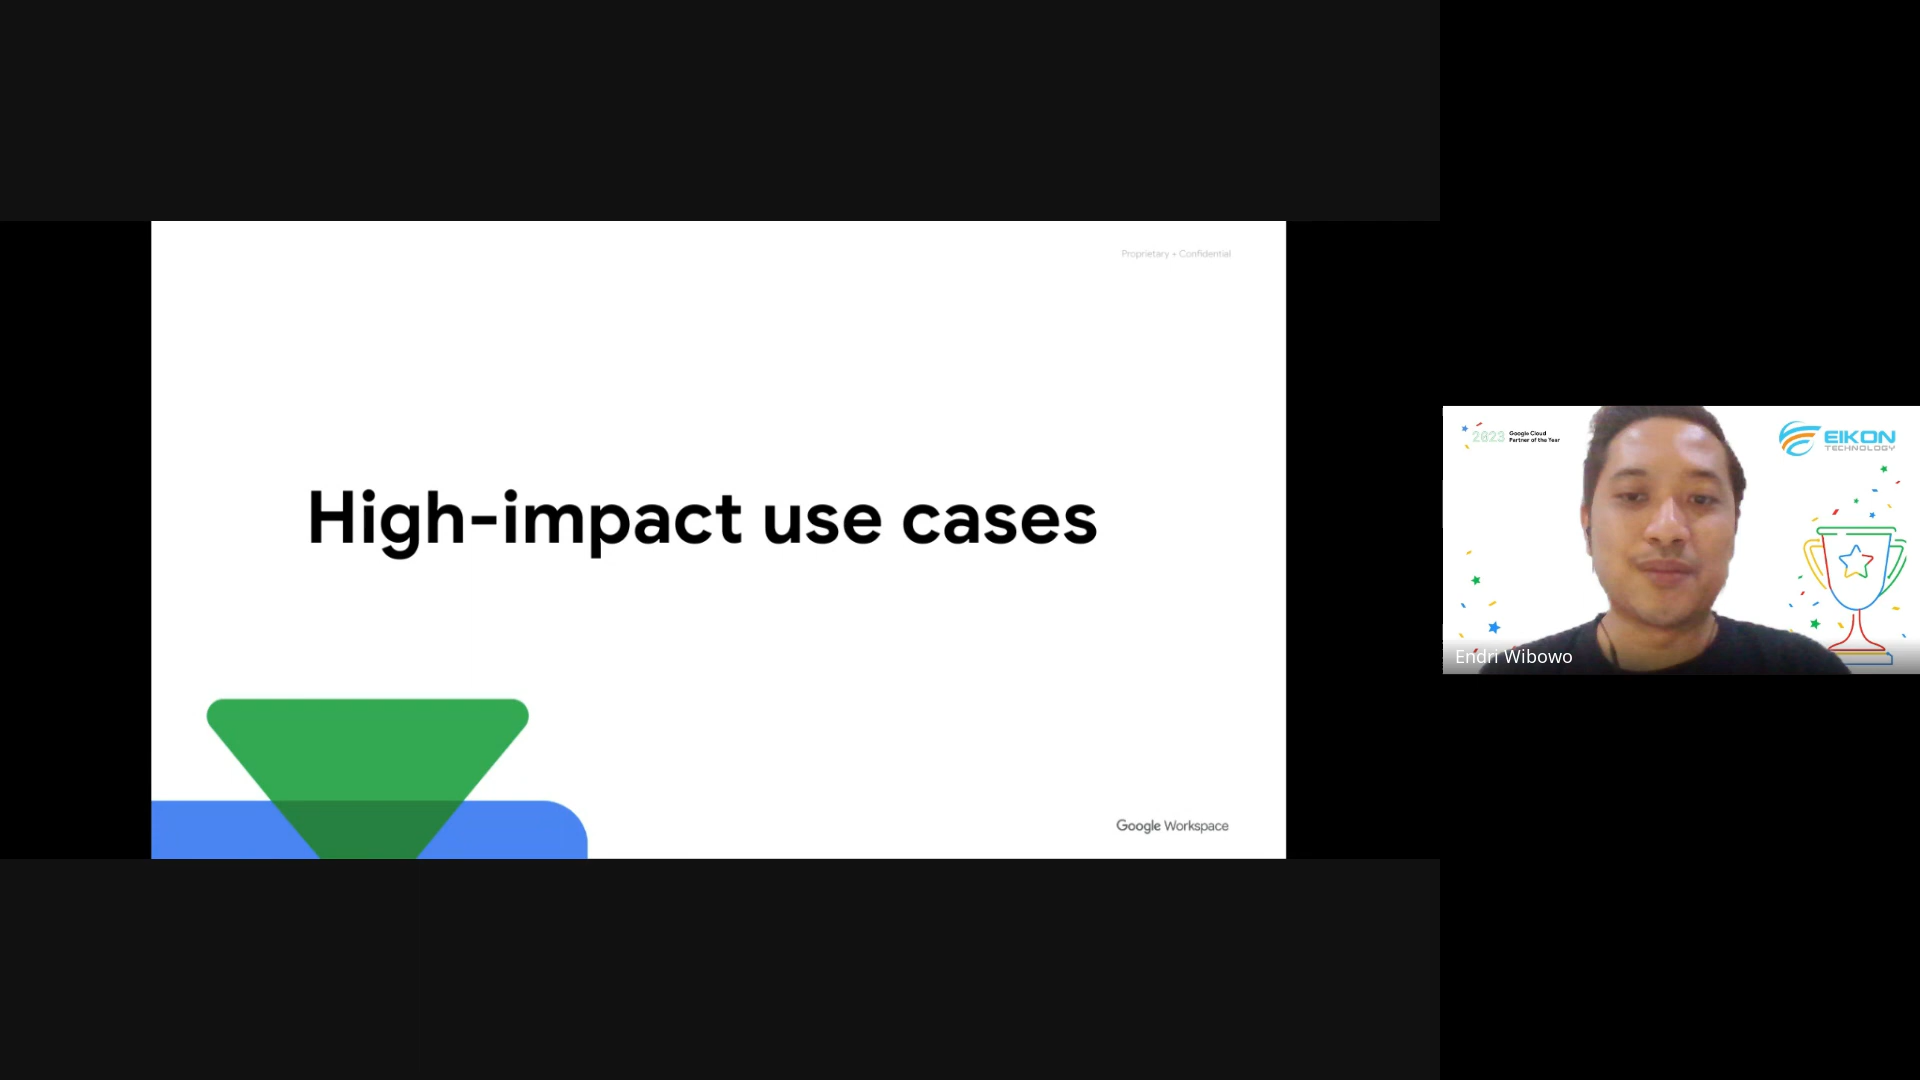 Proprietary + Confidential
High-impact use cases
Google Workspace
2023 Google Cloud
Partner of the Year
EIKON
TECHNOLOGY
Endri Wibowo